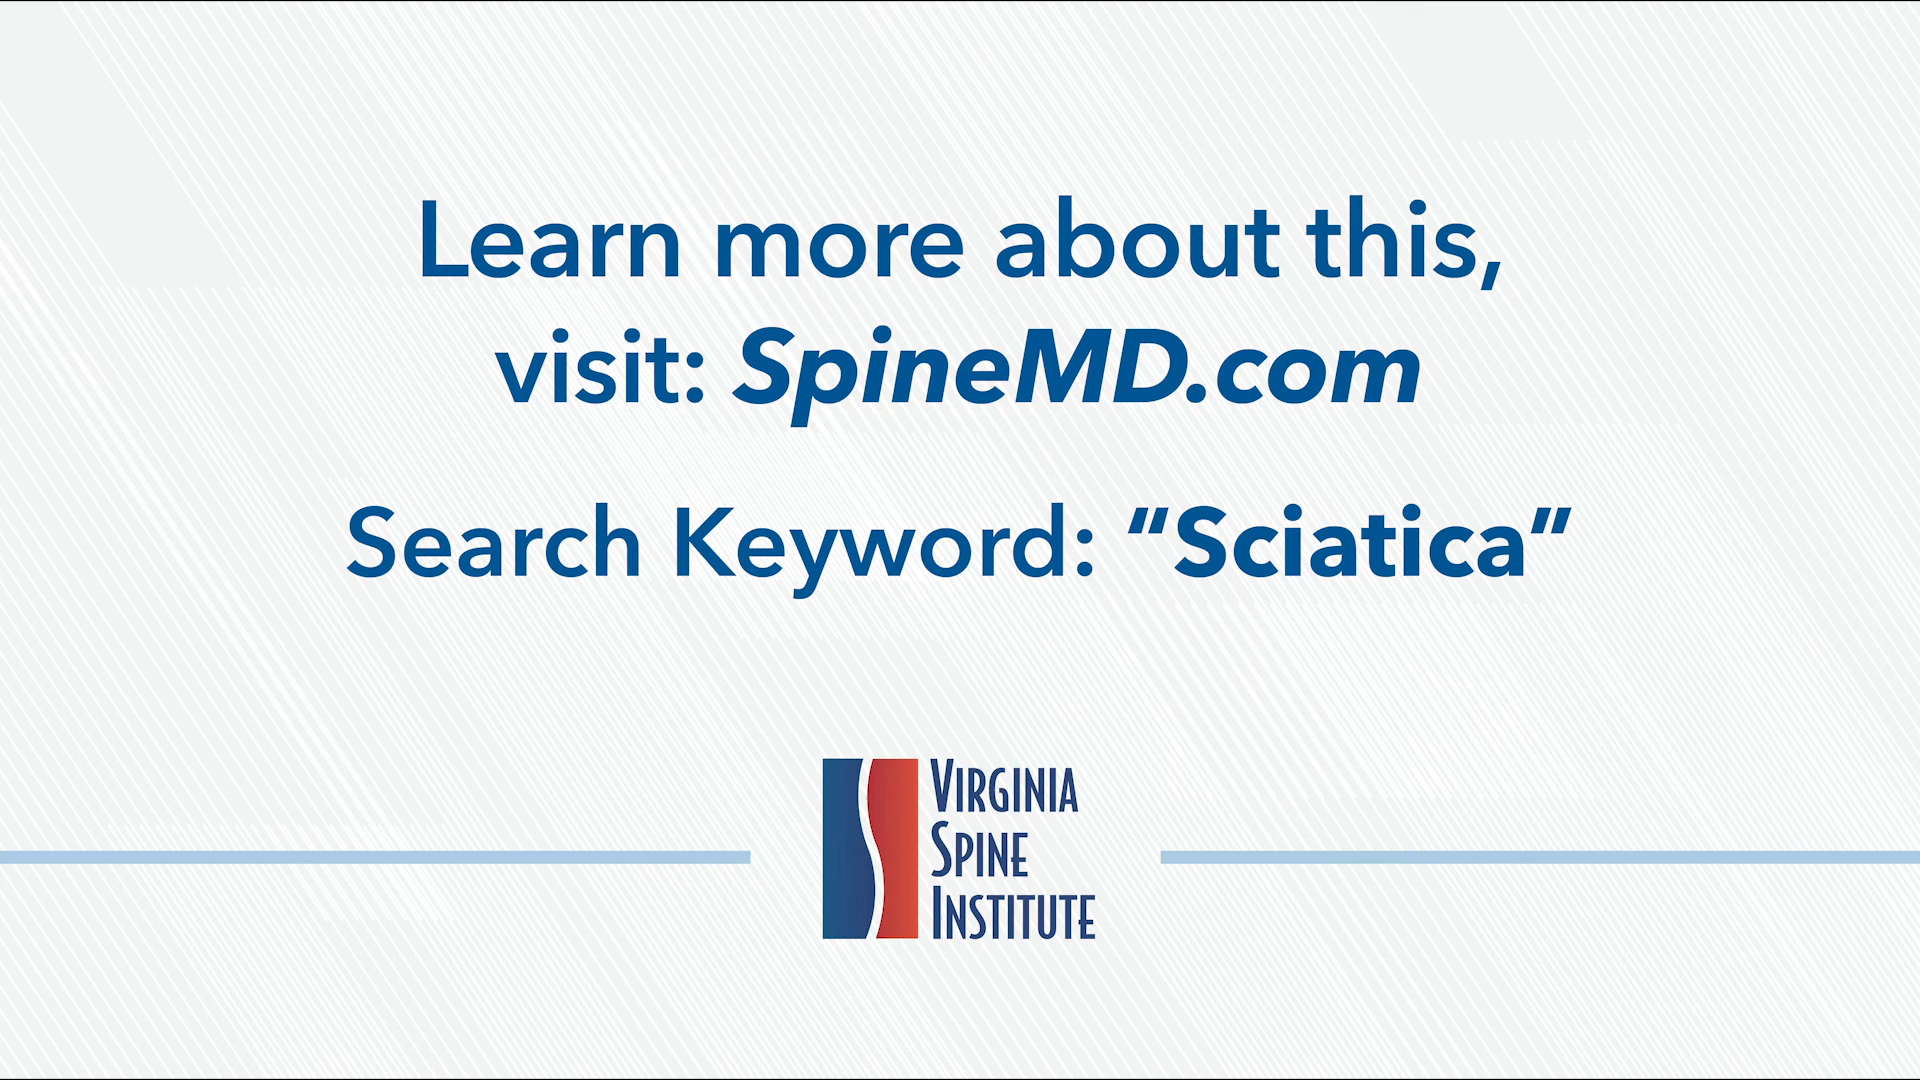 Learn more about this,
visit: SpineMD.com
Search Keyword: “Sciatica”
VIRGINIA
SPINE
INSTITUTE